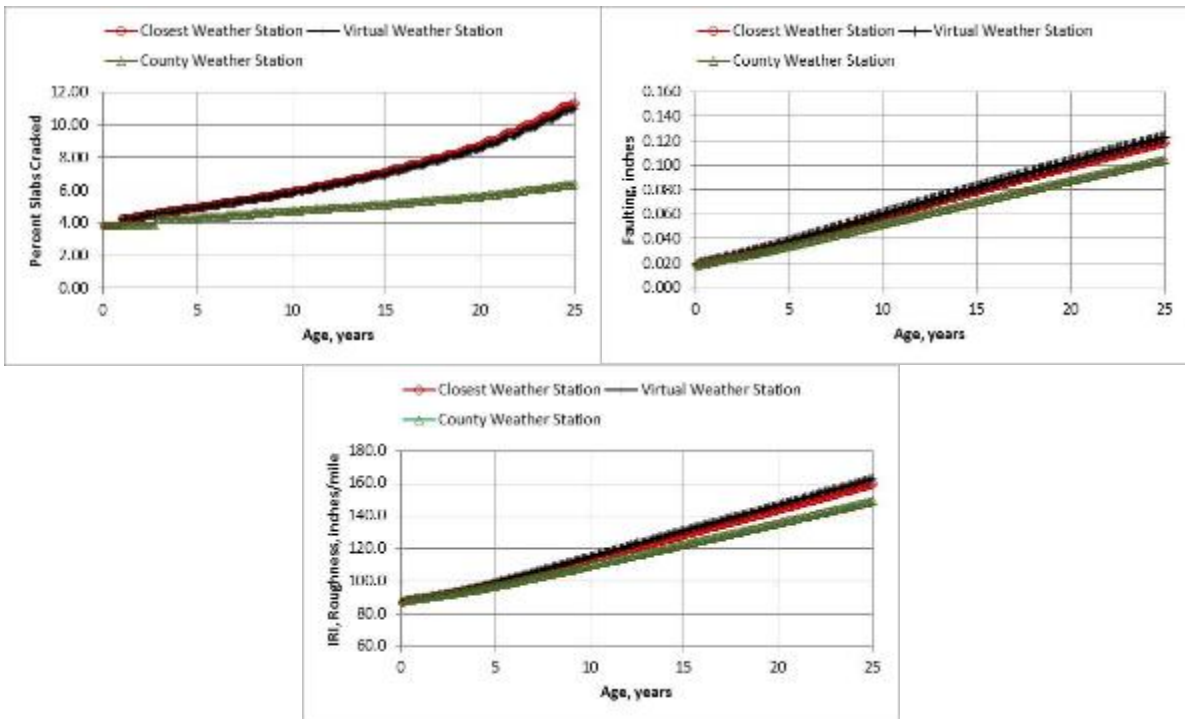 Closest Weather Station Virtual Weather Station
County Weather Station
12.00
10.00
8.00
6.00
4.00
2.00
0.00
Percent Slabs Cracked
0 5 10 15 20 25
Age, years
Closest Weather Station Virtual Weather Station
County Weather Station
0.160
0.140
0.120
0.100
0.080
0.060
0.040
0.020
0.000
Faulting, inches
0 5 10 15 20 25
Age, years
Closest Weather Station Virtual Weather Station
County Weather Station
180.0
160.0
140.0
120.0
100.0
80.0
60.0
IRI, Roughness, inches/mile
0 5 10 15 20 25
Age, years